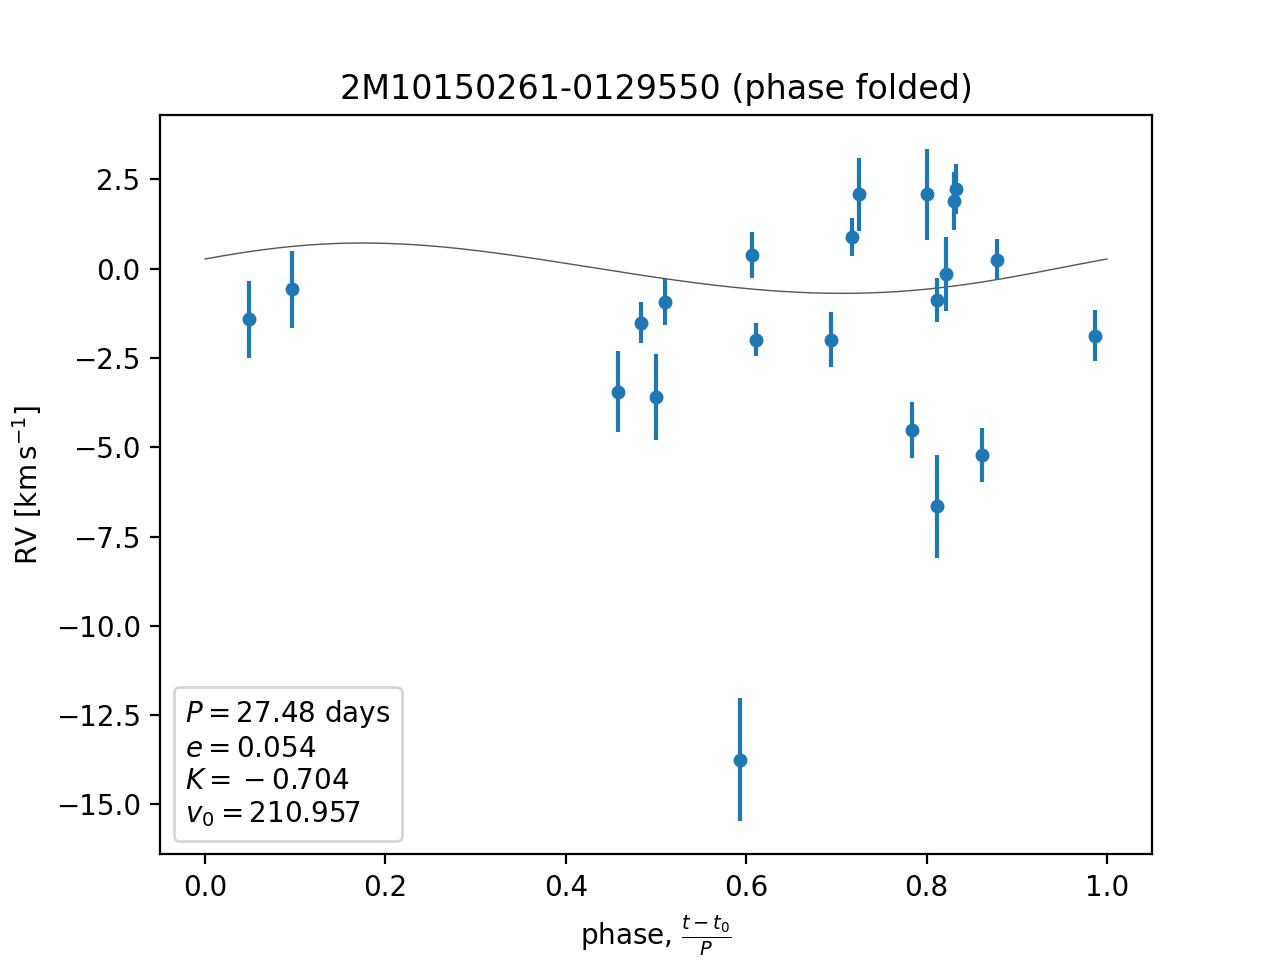 2M10150261-0129550 (phase folded)
2.5
0.0
−2.5
−5.0
−7.5
−10.0
−12.5
−15.0
RV [km s⁻¹]
P = 27.48 days
e = 0.054
K = −0.704
v₀ = 210.957
0.0 0.2 0.4 0.6 0.8 1.0
phase, (t − t₀)/P